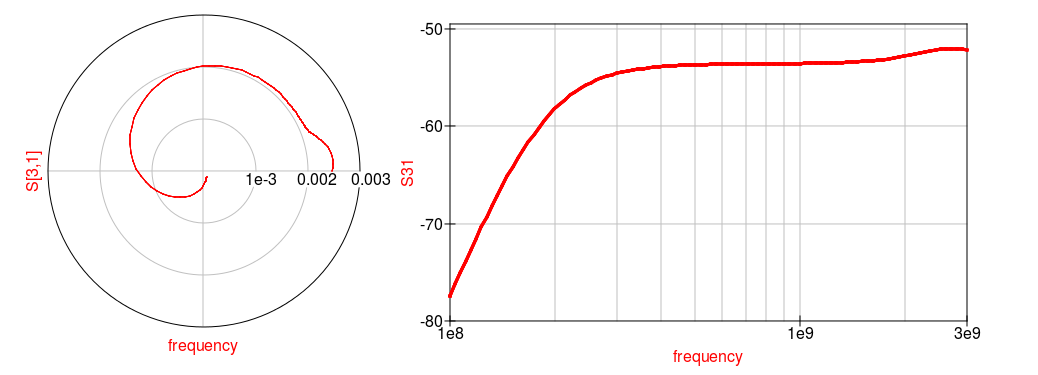 S[3,1]
1e-3
0.002
0.003
frequency
S31
-50
-60
-70
-80
1e8
1e9
3e9
frequency